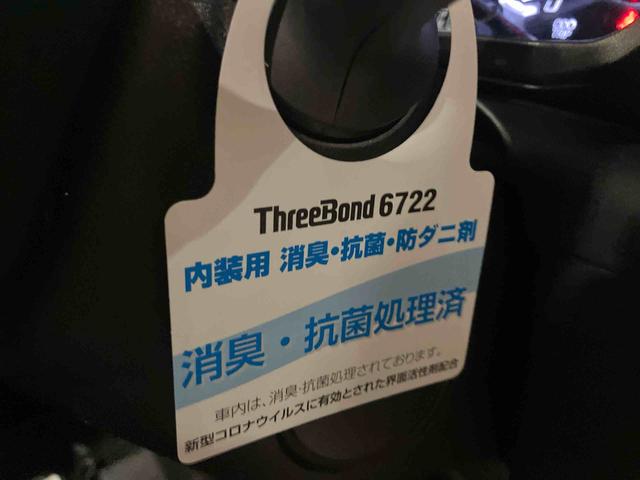 ThreeBond 6722
内装用 消臭・抗菌・防ダニ剤
消臭・抗菌処理済
車内は、消臭・抗菌処理されております。
新型コロナウイルスに有効とされた界面活性剤配合